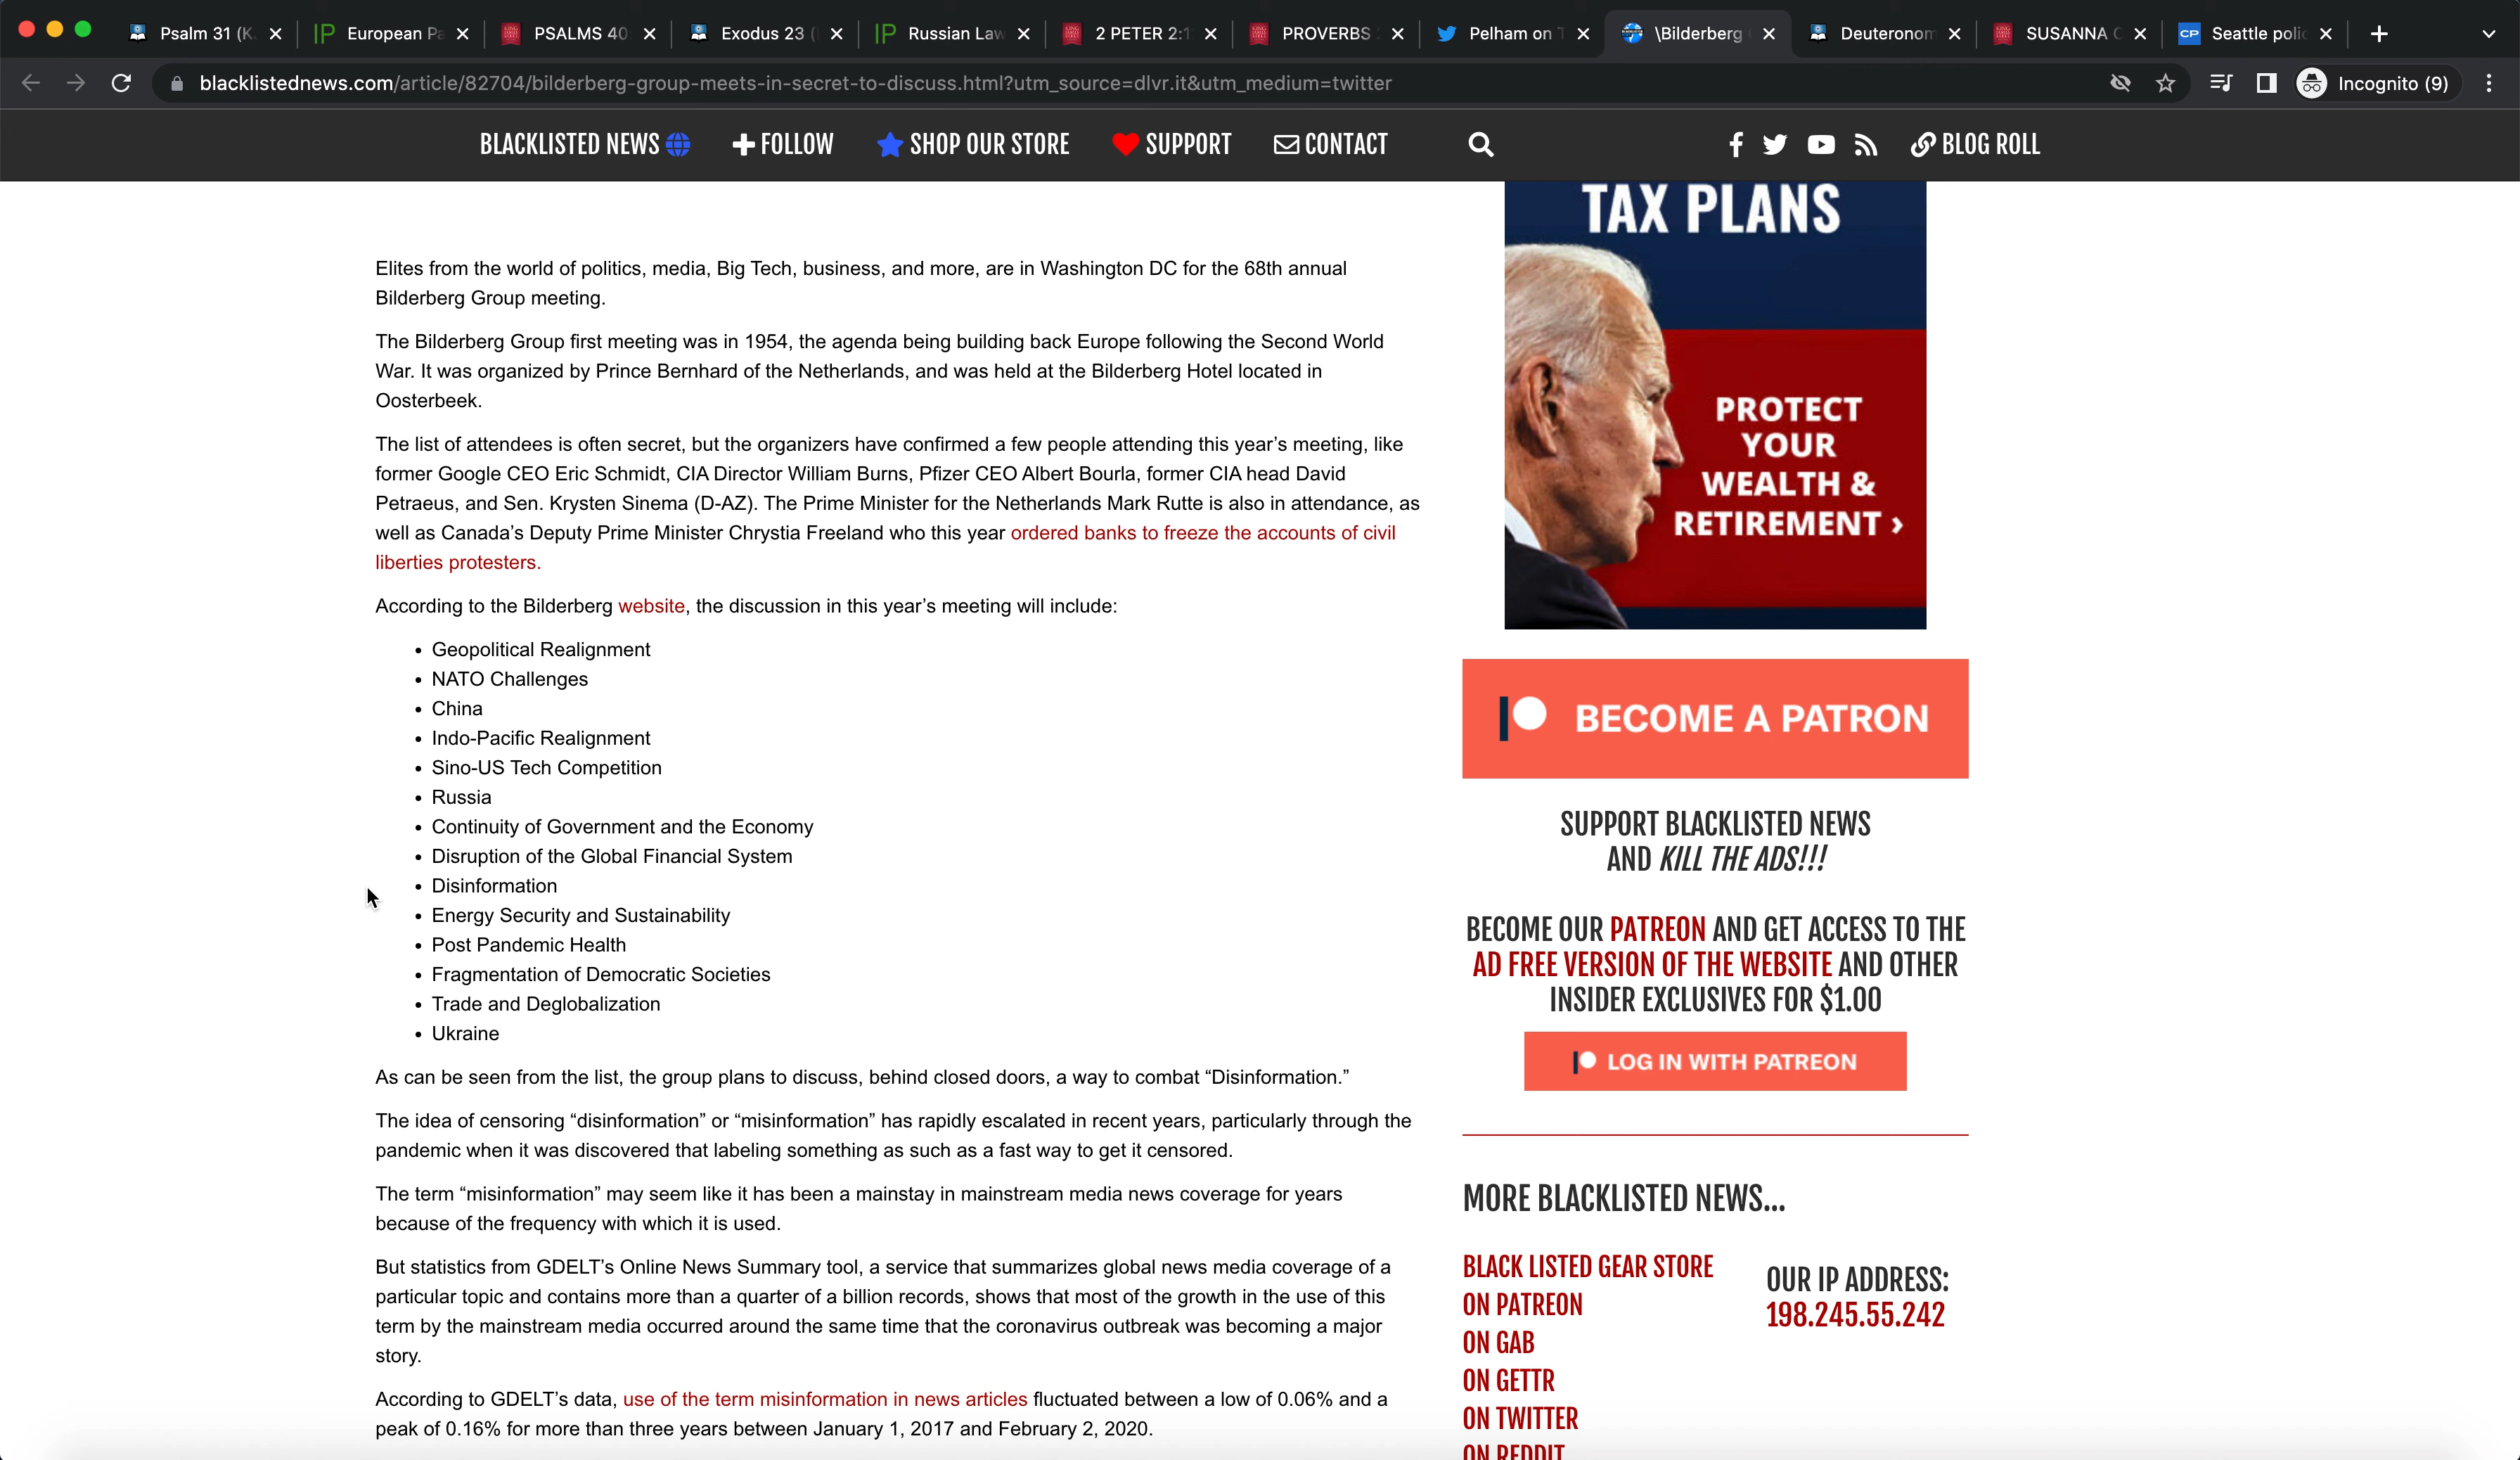 Psalm 31 (K
European Pa
PSALMS 40
Exodus 23 (
Russian Law
2 PETER 2:1
PROVERBS
Pelham on T
\Bilderberg
Deuteronom
SUSANNA C
CP Seattle polic
blacklistednews.com/article/82704/bilderberg-group-meets-in-secret-to-discuss.html?utm_source=dlvr.it&utm_medium=twitter
Incognito (9)
BLACKLISTED NEWS
FOLLOW
SHOP OUR STORE
SUPPORT
CONTACT
BLOG ROLL
Elites from the world of politics, media, Big Tech, business, and more, are in Washington DC for the 68th annual
Bilderberg Group meeting.
The Bilderberg Group first meeting was in 1954, the agenda being building back Europe following the Second World
War. It was organized by Prince Bernhard of the Netherlands, and was held at the Bilderberg Hotel located in
Oosterbeek.
The list of attendees is often secret, but the organizers have confirmed a few people attending this year’s meeting, like
former Google CEO Eric Schmidt, CIA Director William Burns, Pfizer CEO Albert Bourla, former CIA head David
Petraeus, and Sen. Krysten Sinema (D-AZ). The Prime Minister for the Netherlands Mark Rutte is also in attendance, as
well as Canada’s Deputy Prime Minister Chrystia Freeland who this year ordered banks to freeze the accounts of civil
liberties protesters.
According to the Bilderberg website, the discussion in this year’s meeting will include:
• Geopolitical Realignment
• NATO Challenges
• China
• Indo-Pacific Realignment
• Sino-US Tech Competition
• Russia
• Continuity of Government and the Economy
• Disruption of the Global Financial System
• Disinformation
• Energy Security and Sustainability
• Post Pandemic Health
• Fragmentation of Democratic Societies
• Trade and Deglobalization
• Ukraine
As can be seen from the list, the group plans to discuss, behind closed doors, a way to combat “Disinformation.”
The idea of censoring “disinformation” or “misinformation” has rapidly escalated in recent years, particularly through the
pandemic when it was discovered that labeling something as such as a fast way to get it censored.
The term “misinformation” may seem like it has been a mainstay in mainstream media news coverage for years
because of the frequency with which it is used.
But statistics from GDELT’s Online News Summary tool, a service that summarizes global news media coverage of a
particular topic and contains more than a quarter of a billion records, shows that most of the growth in the use of this
term by the mainstream media occurred around the same time that the coronavirus outbreak was becoming a major
story.
According to GDELT’s data, use of the term misinformation in news articles fluctuated between a low of 0.06% and a
peak of 0.16% for more than three years between January 1, 2017 and February 2, 2020.
TAX PLANS
PROTECT
YOUR
WEALTH &
RETIREMENT ›
BECOME A PATRON
SUPPORT BLACKLISTED NEWS
AND KILL THE ADS!!!
BECOME OUR PATREON AND GET ACCESS TO THE
AD FREE VERSION OF THE WEBSITE AND OTHER
INSIDER EXCLUSIVES FOR $1.00
LOG IN WITH PATREON
MORE BLACKLISTED NEWS...
BLACK LISTED GEAR STORE
ON PATREON
ON GAB
ON GETTR
ON TWITTER
ON REDDIT
OUR IP ADDRESS:
198.245.55.242